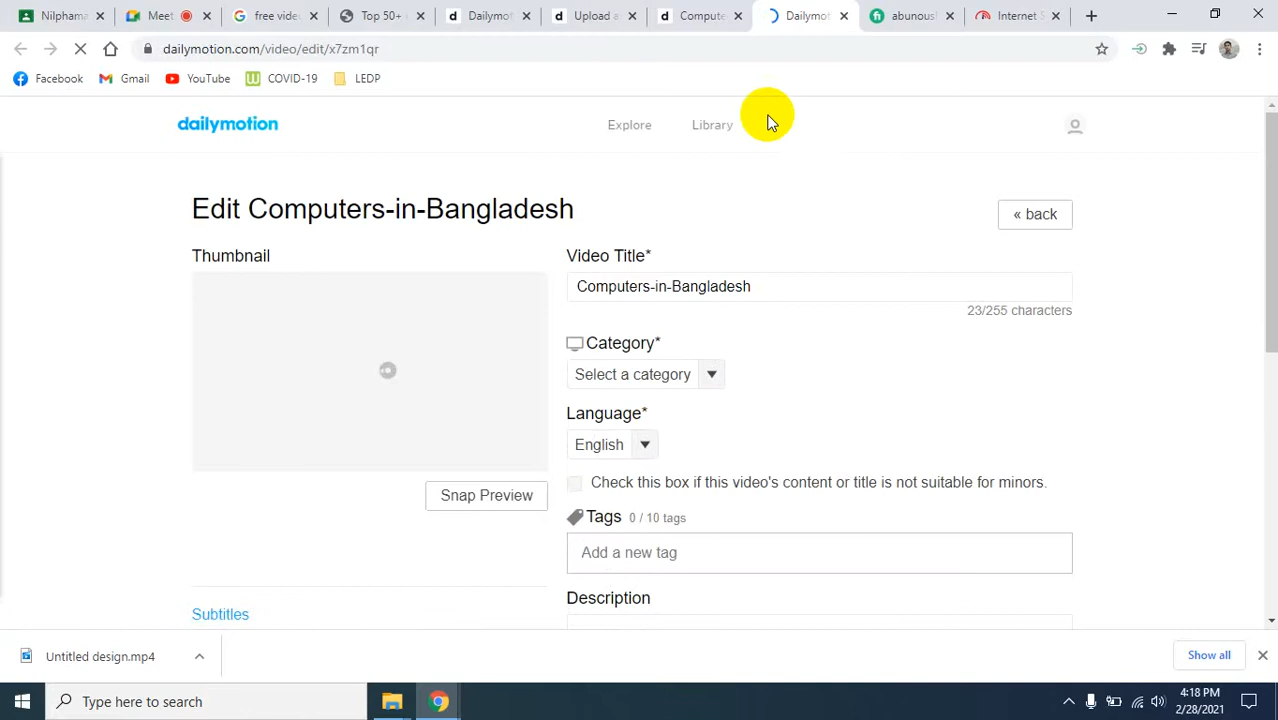 Nilphama
Meet
free vide
Top 50+
Dailymot
Upload a
Compute
Dailymot
abunous
Internet S
dailymotion.com/video/edit/x7zm1qr
Facebook
Gmail
YouTube
COVID-19
LEDP
dailymotion
Explore
Library
Edit Computers-in-Bangladesh
« back
Thumbnail
Video Title*
Computers-in-Bangladesh
23/255 characters
Category*
Select a category
Language*
English
Check this box if this video's content or title is not suitable for minors.
Snap Preview
Tags 0 / 10 tags
Add a new tag
Description
Subtitles
Untitled design.mp4
Show all
Type here to search
4:18 PM
2/28/2021